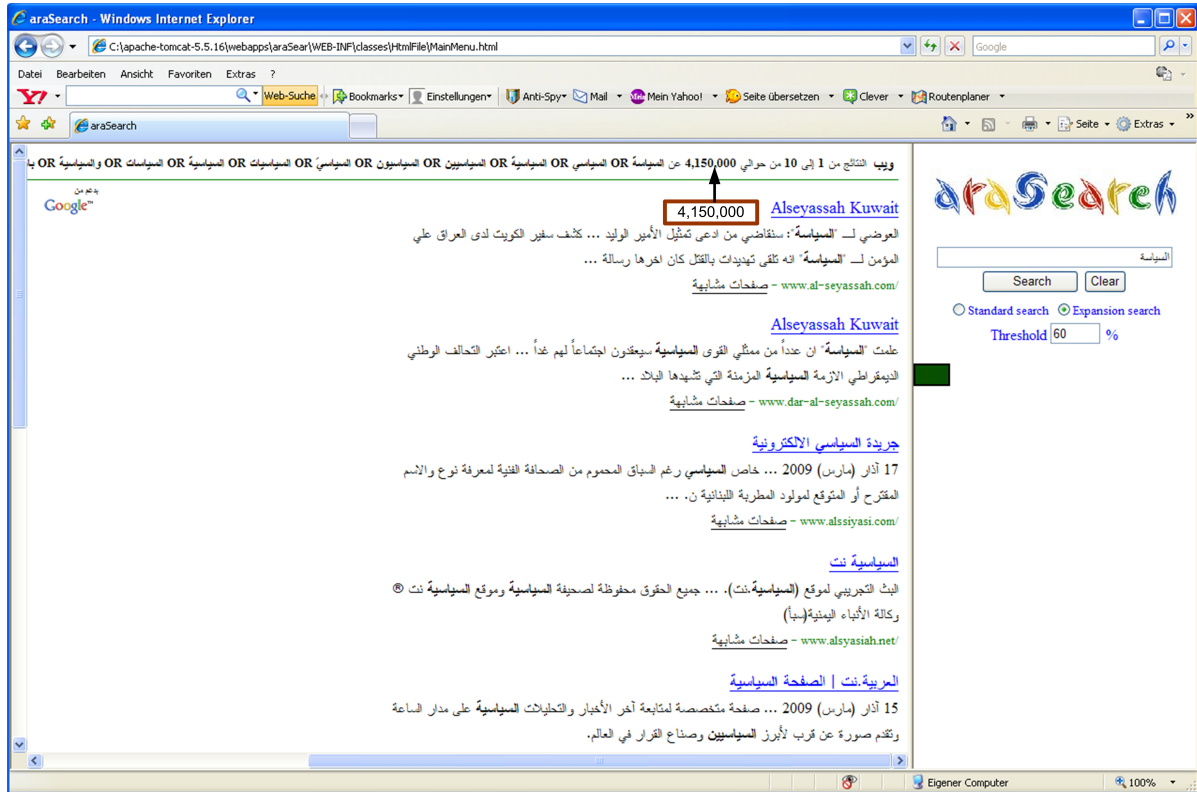 araSearch - Windows Internet Explorer
C:\apache-tomcat-5.5.16\webapps\araSear\WEB-INF\classes\HtmlFile\MainMenu.html
Google
Datei Bearbeiten Ansicht Favoriten Extras ?
Y! Web-Suche Bookmarks Einstellungen Anti-Spy Mail Mein Yahoo! Seite übersetzen Clever Routenplaner
araSearch
Seite Extras »
ويب النتائج من 1 إلى 10 من حوالي 4,150,000 عن السياسة OR السياسي OR السياسية OR السياسيين OR السياسيون OR السياسيّ OR السياسيات OR السياسية OR السياسات OR والسياسية OR با
بدعم من
Google™
4,150,000
Alseyassah Kuwait
العوضي لــ "السياسة": سنقاضي من ادعى تمثيل الأمير الوليد ... كشف سفير الكويت لدى العراق علي
المؤمن لــ "السياسة" انه تلقى تهديدات بالقتل كان اخرها رسالة ...
www.al-seyassah.com/ - صفحات مشابهة
Alseyassah Kuwait
علمت "السياسة" ان عدداً من ممثلي القوى السياسية سيعقدون اجتماعاً لهم غداً ... اعتبر التحالف الوطني
الديمقراطي الازمة السياسية المزمنة التي تشهدها البلاد ...
www.dar-al-seyassah.com/ - صفحات مشابهة
جريدة السياسي الالكترونية
17 آذار (مارس) 2009 ... خاص السياسي رغم السباق المحموم من الصحافة الفنية لمعرفة نوع والاسم
المقترح أو المتوقع لمولود المطربة اللبنانية ن. ...
www.alssiyasi.com/ - صفحات مشابهة
السياسية نت
البث التجريبي لموقع (السياسية.نت). ... جميع الحقوق محفوظة لصحيفة السياسية وموقع السياسية نت ®
وكالة الأنباء اليمنية(سبأ)
www.alsyasiah.net/ - صفحات مشابهة
العربية.نت | الصفحة السياسية
15 آذار (مارس) 2009 ... صفحة متخصصة لمتابعة آخر الأخبار والتحليلات السياسية على مدار الساعة
وتقدم صورة عن قرب لأبرز السياسيين وصناع القرار في العالم.
araSearch
السياسة
Search Clear
Standard search Expansion search
Threshold 60 %
Eigener Computer 100%